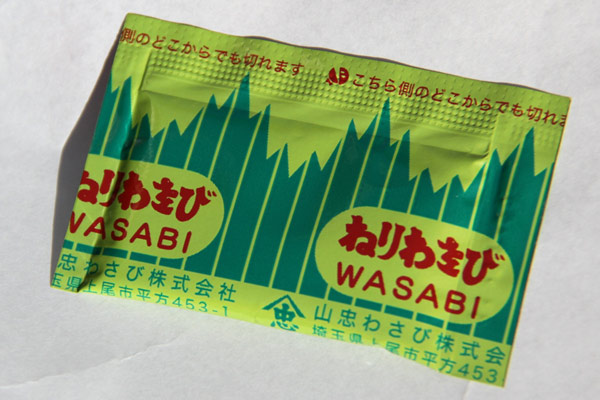 側のどこからでも切れます
こちら側のどこからでも切れま
ねりわさび
WASABI
ねりわさび
WASABI
忠わさび株式会社
玉県上尾市平方453-1
忠
山忠わさび株式会
埼玉県上尾市平方453